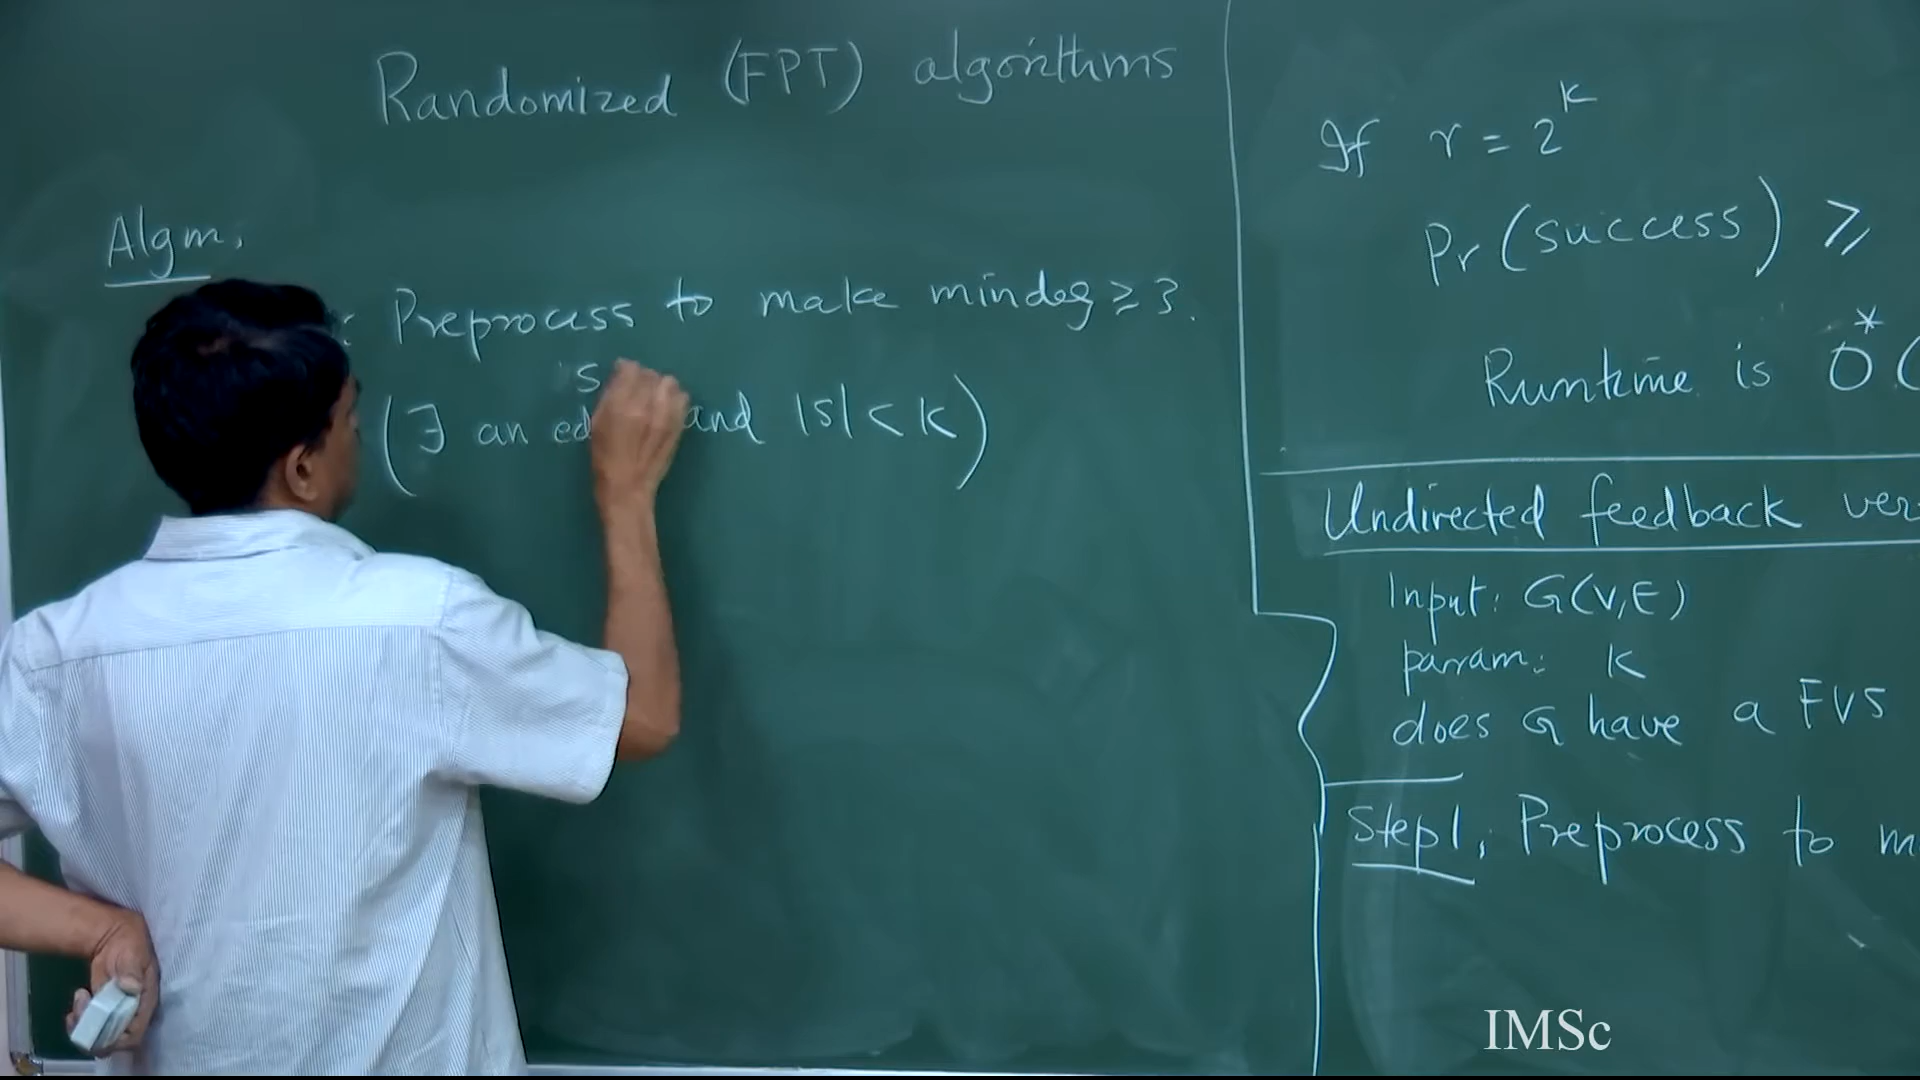 Randomized (FPT) algorithms
Algm.
: Preprocess to make mindeg ≥ 3.
S
(∃ an ed and |S| < K)
If r = 2^k
Pr(success) ≥
Runtime is O*(
Undirected feedback ver
Input: G(V,E)
param: K
does G have a FVS
Step1. Preprocess to m
IMSc